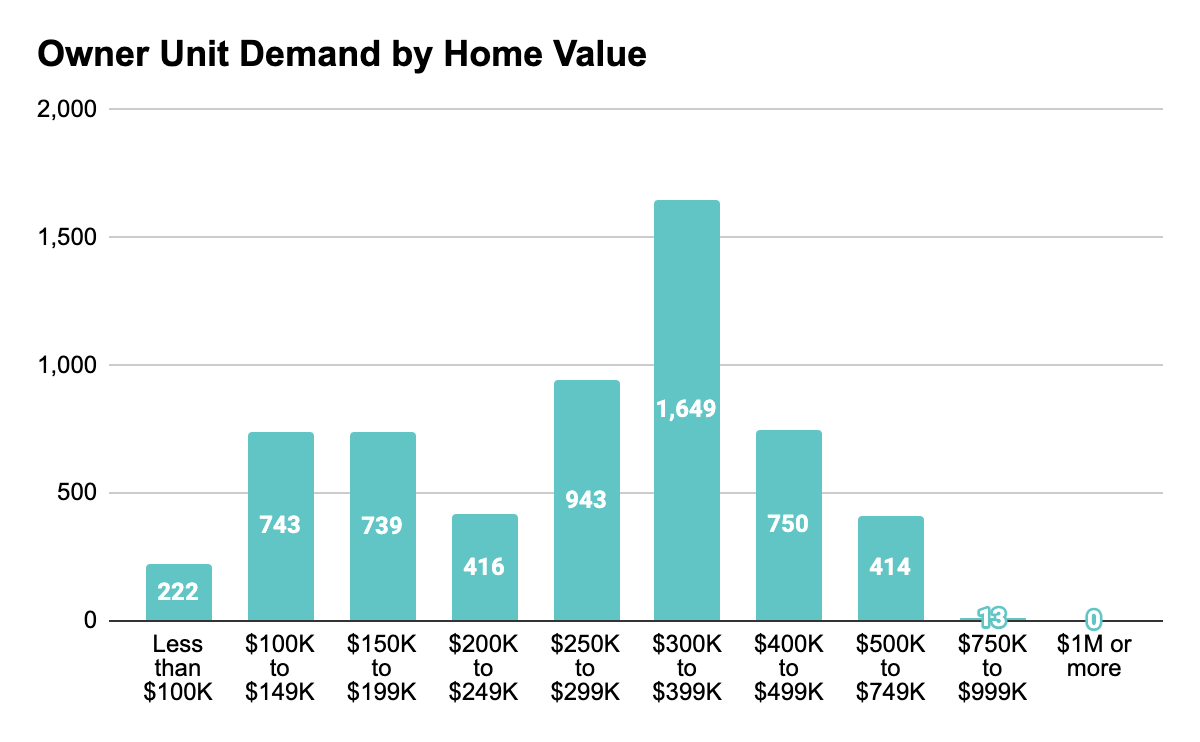 Owner Unit Demand by Home Value
2,000
1,500
1,000
500
0
222
743
739
416
943
1,649
750
414
13
0
Less
than
$100K
$100K
to
$149K
$150K
to
$199K
$200K
to
$249K
$250K
to
$299K
$300K
to
$399K
$400K
to
$499K
$500K
to
$749K
$750K
to
$999K
$1M or
more